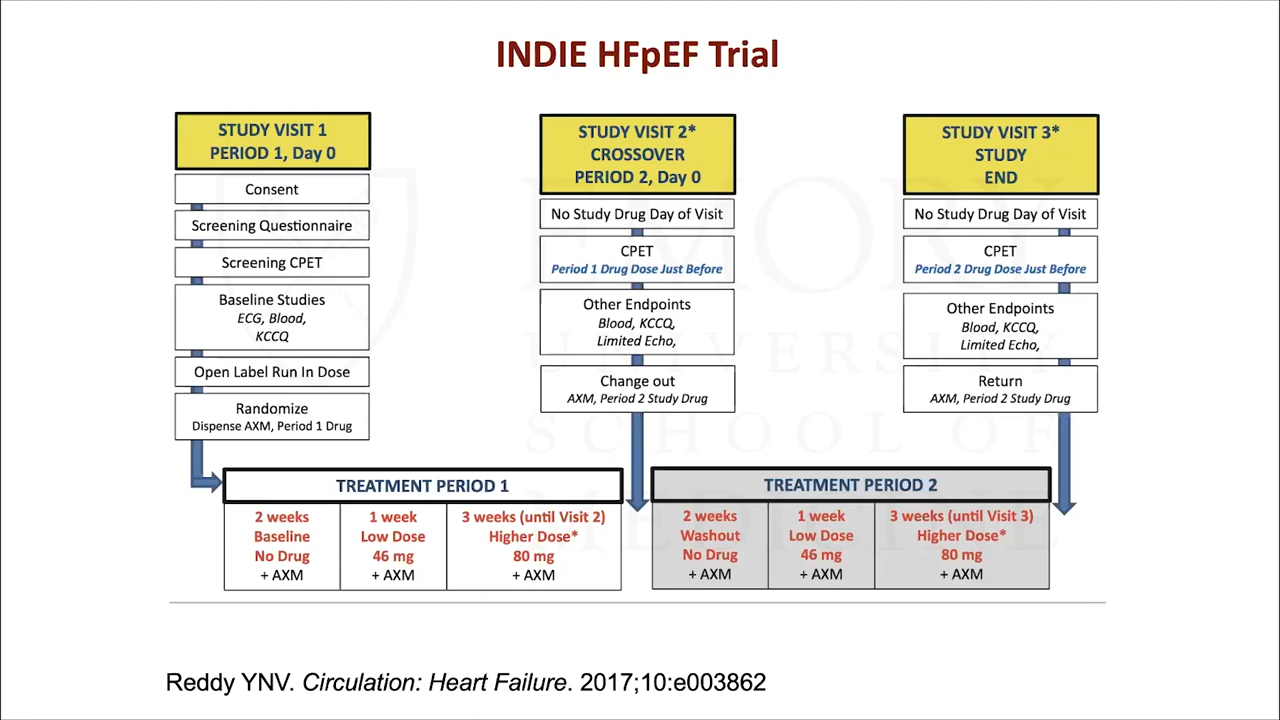 INDIE HFpEF Trial
STUDY VISIT 1
PERIOD 1, Day 0
Consent
Screening Questionnaire
Screening CPET
Baseline Studies
ECG, Blood,
KCCQ
Open Label Run In Dose
Randomize
Dispense AXM, Period 1 Drug
STUDY VISIT 2*
CROSSOVER
PERIOD 2, Day 0
No Study Drug Day of Visit
CPET
Period 1 Drug Dose Just Before
Other Endpoints
Blood, KCCQ,
Limited Echo,
Change out
AXM, Period 2 Study Drug
STUDY VISIT 3*
STUDY
END
No Study Drug Day of Visit
CPET
Period 2 Drug Dose Just Before
Other Endpoints
Blood, KCCQ,
Limited Echo,
Return
AXM, Period 2 Study Drug
TREATMENT PERIOD 1
2 weeks
Baseline
No Drug
+ AXM
1 week
Low Dose
46 mg
+ AXM
3 weeks (until Visit 2)
Higher Dose*
80 mg
+ AXM
TREATMENT PERIOD 2
2 weeks
Washout
No Drug
+ AXM
1 week
Low Dose
46 mg
+ AXM
3 weeks (until Visit 3)
Higher Dose*
80 mg
+ AXM
EMORY
UNIVERSITY
SCHOOL OF
MEDICINE
Reddy YNV. Circulation: Heart Failure. 2017;10:e003862